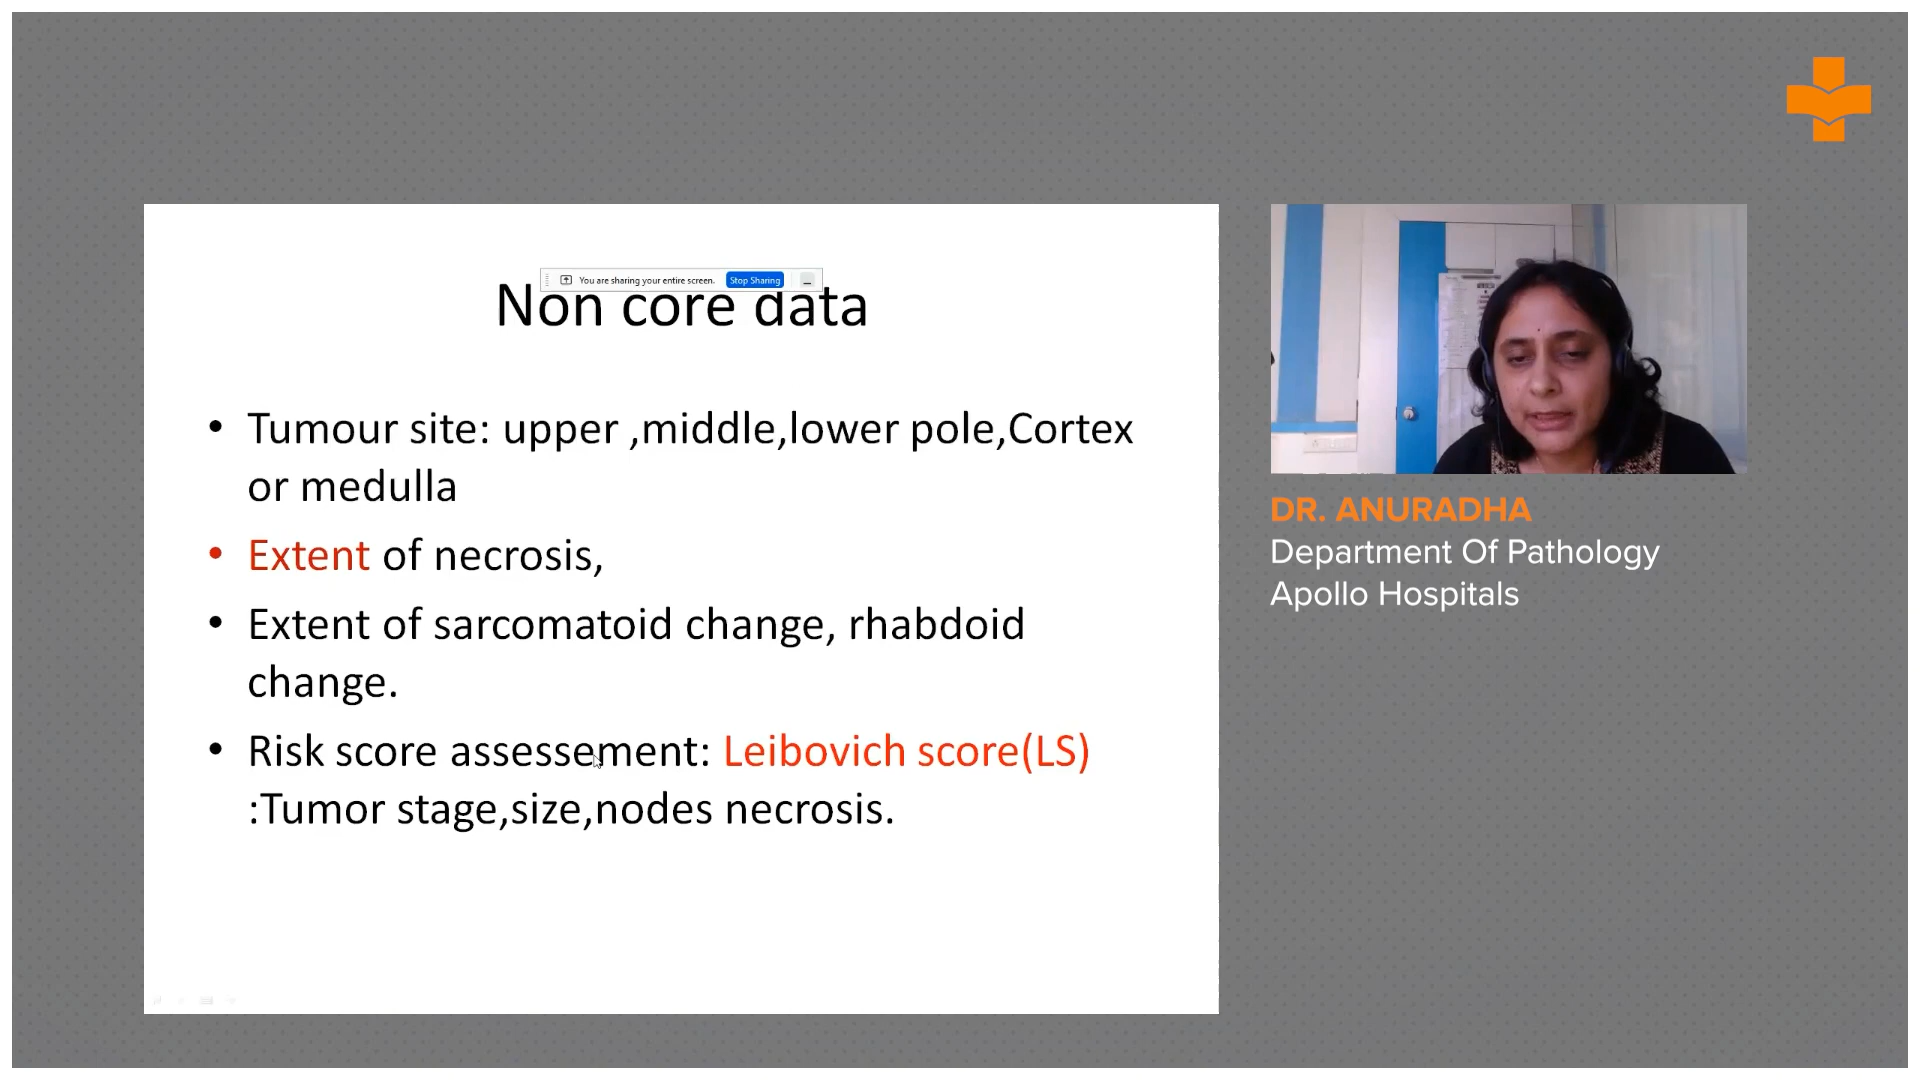 You are sharing your entire screen. Stop Sharing
Non core data
• Tumour site: upper ,middle,lower pole,Cortex
or medulla
• Extent of necrosis,
• Extent of sarcomatoid change, rhabdoid
change.
• Risk score assessement: Leibovich score(LS)
:Tumor stage,size,nodes necrosis.
DR. ANURADHA
Department Of Pathology
Apollo Hospitals